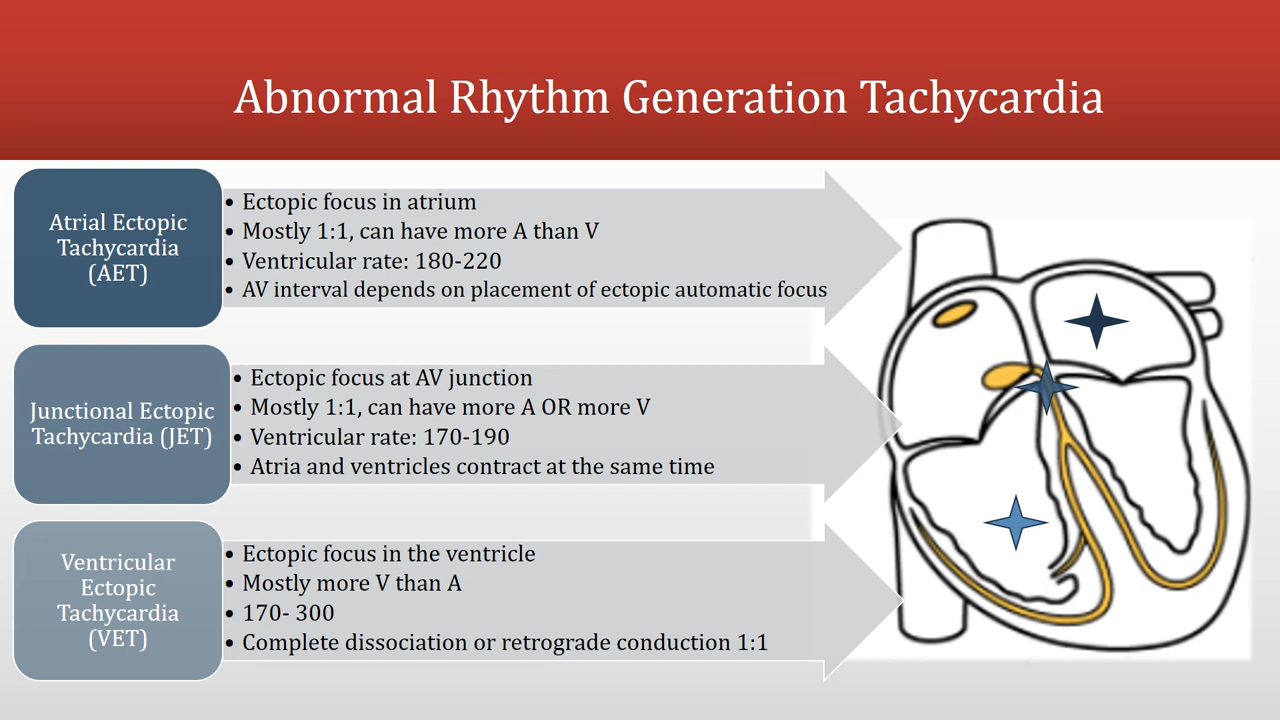 Abnormal Rhythm Generation Tachycardia
Atrial Ectopic
Tachycardia
(AET)
• Ectopic focus in atrium
• Mostly 1:1, can have more A than V
• Ventricular rate: 180-220
• AV interval depends on placement of ectopic automatic focus
Junctional Ectopic
Tachycardia (JET)
• Ectopic focus at AV junction
• Mostly 1:1, can have more A OR more V
• Ventricular rate: 170-190
• Atria and ventricles contract at the same time
Ventricular
Ectopic
Tachycardia
(VET)
• Ectopic focus in the ventricle
• Mostly more V than A
• 170- 300
• Complete dissociation or retrograde conduction 1:1